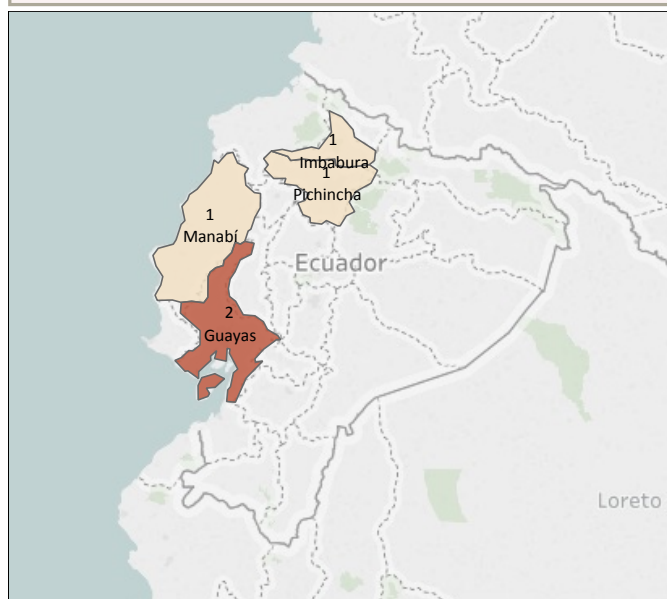 1
Imbabura
1
Pichincha
1
Manabí
Ecuador
2
Guayas
Loreto